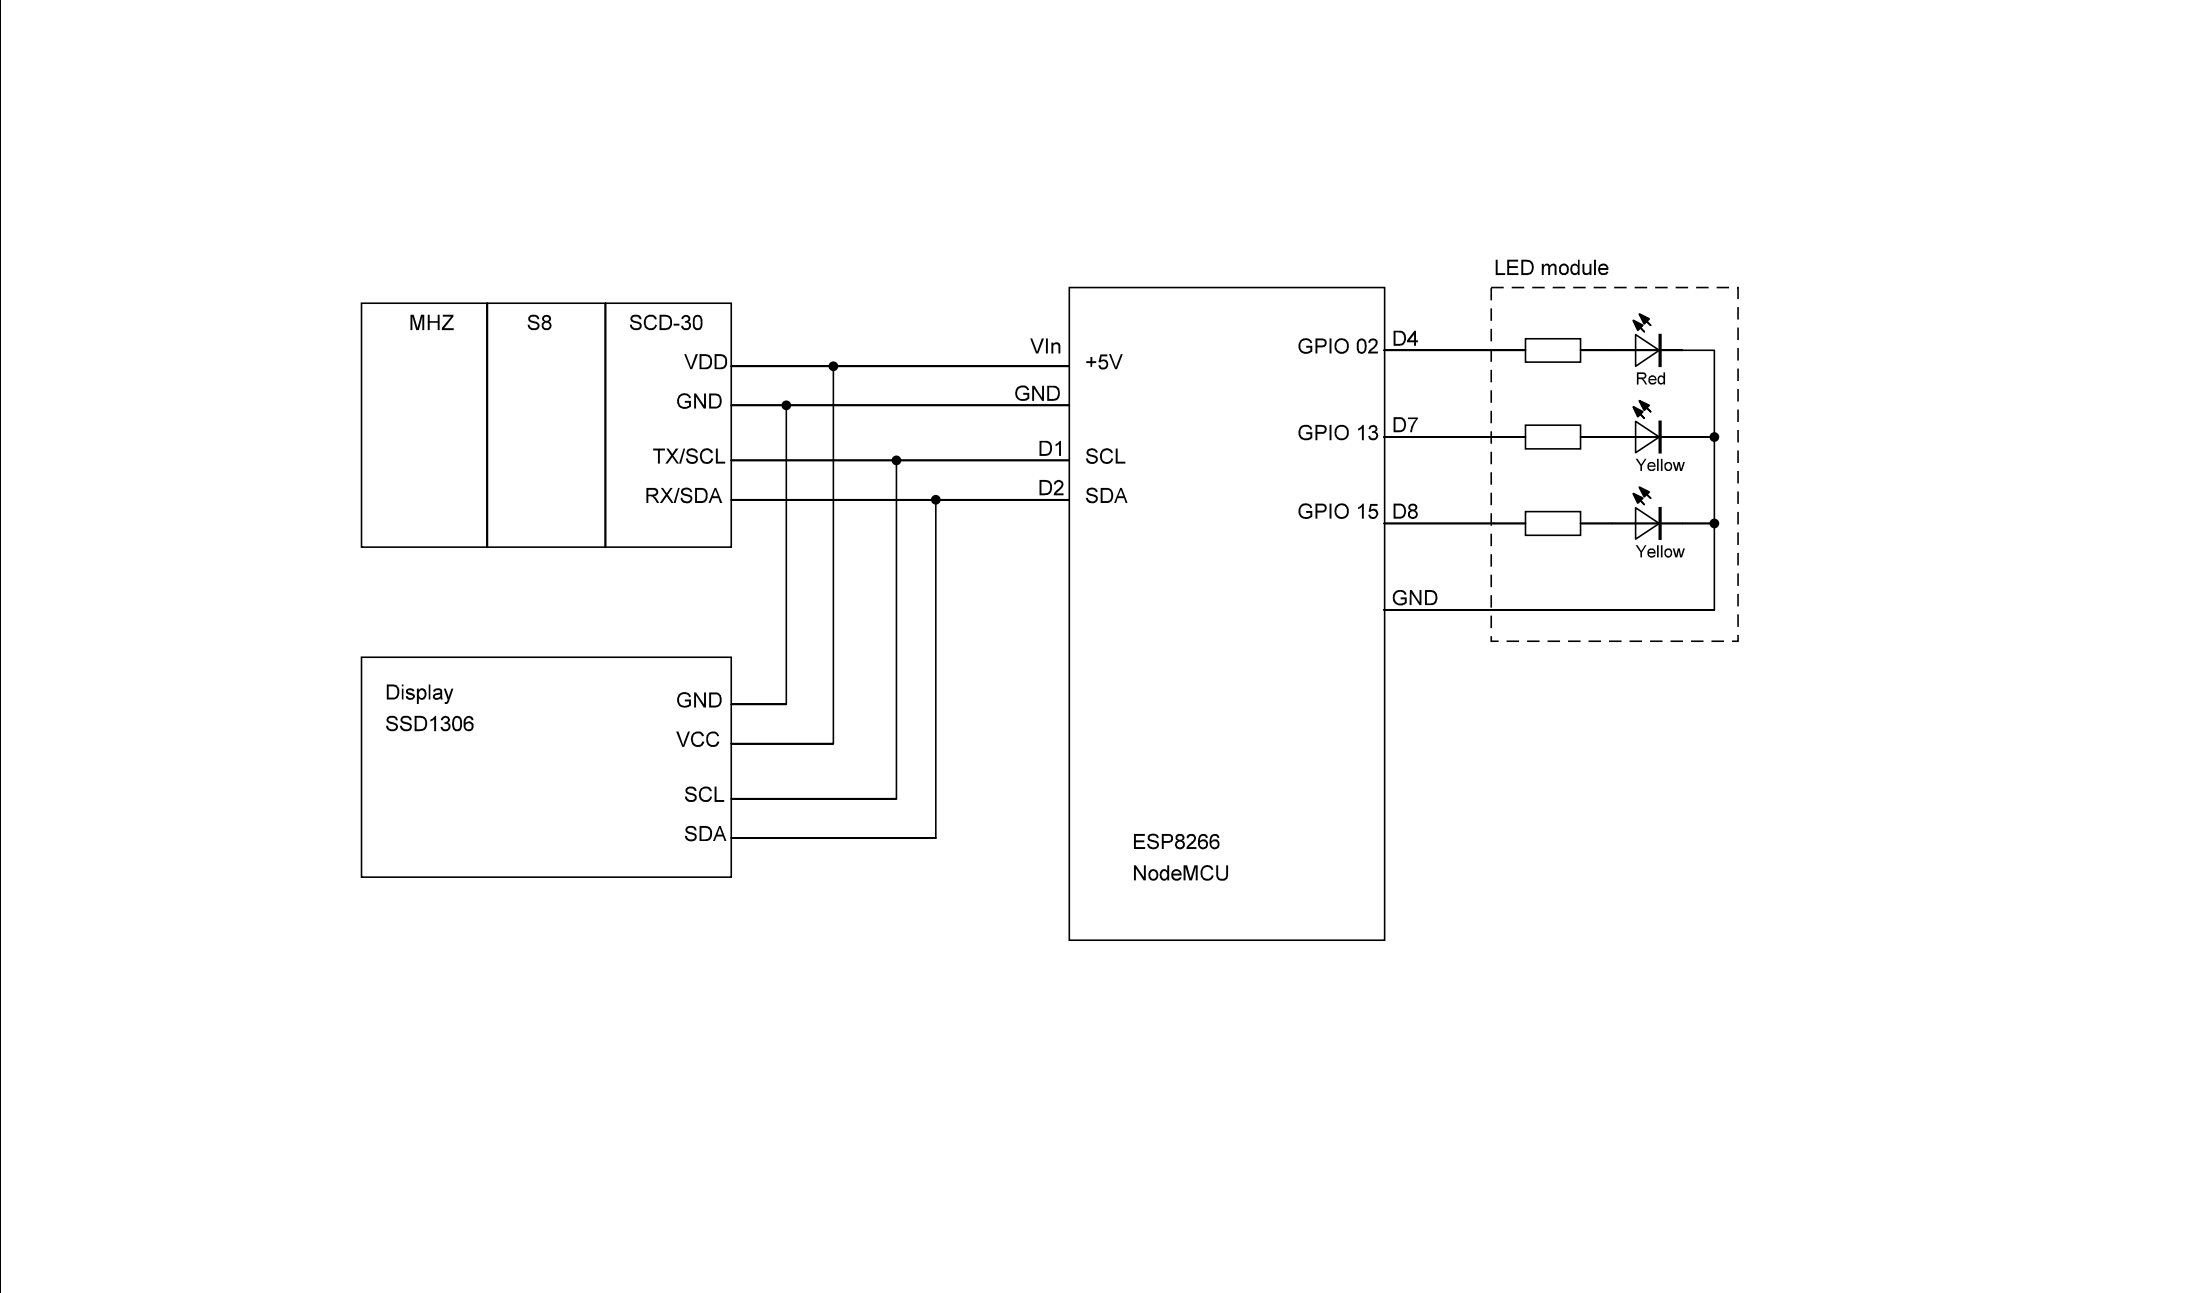 LED module
MHZ
S8
SCD-30
VDD
GND
TX/SCL
RX/SDA
VIn
GND
D1
D2
+5V
SCL
SDA
GPIO 02
GPIO 13
GPIO 15
D4
D7
D8
GND
Red
Yellow
Yellow
Display
SSD1306
GND
VCC
SCL
SDA
ESP8266
NodeMCU